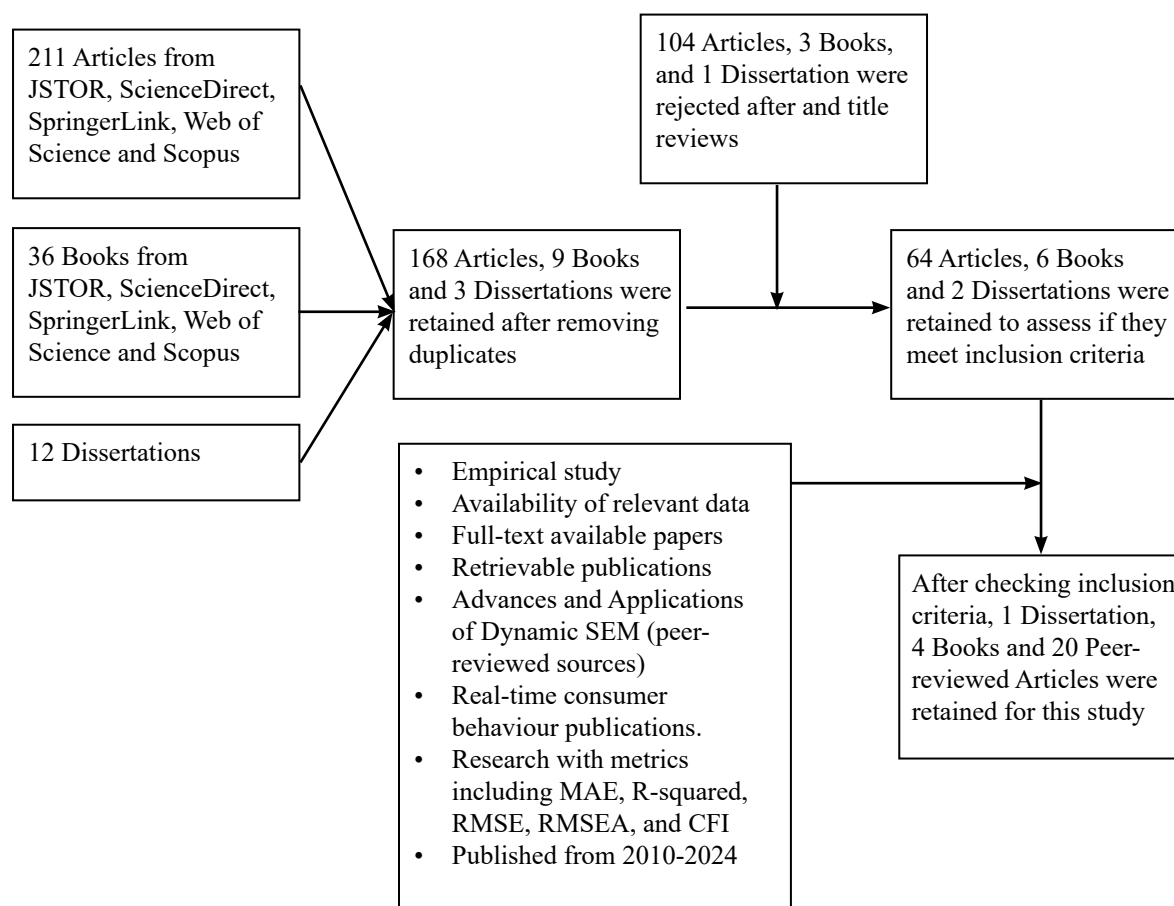 211 Articles from
JSTOR, ScienceDirect,
SpringerLink, Web of
Science and Scopus
36 Books from
JSTOR, ScienceDirect,
SpringerLink, Web of
Science and Scopus
12 Dissertations
168 Articles, 9 Books
and 3 Dissertations were
retained after removing
duplicates
104 Articles, 3 Books,
and 1 Dissertation were
rejected after and title
reviews
64 Articles, 6 Books
and 2 Dissertations were
retained to assess if they
meet inclusion criteria
• Empirical study
• Availability of relevant data
• Full-text available papers
• Retrievable publications
• Advances and Applications
of Dynamic SEM (peer-
reviewed sources)
• Real-time consumer
behaviour publications.
• Research with metrics
including MAE, R-squared,
RMSE, RMSEA, and CFI
• Published from 2010-2024
After checking inclusion
criteria, 1 Dissertation,
4 Books and 20 Peer-
reviewed Articles were
retained for this study